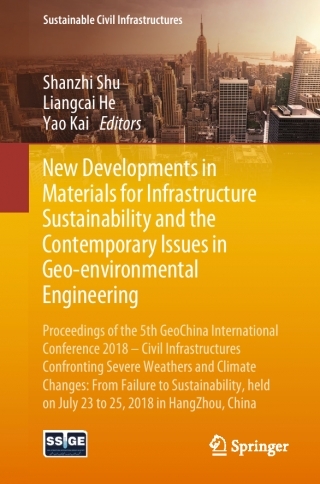 Sustainable Civil Infrastructures
Shanzhi Shu
Liangcai He
Yao Kai Editors
New Developments in
Materials for Infrastructure
Sustainability and the
Contemporary Issues in
Geo-environmental
Engineering
Proceedings of the 5th GeoChina International
Conference 2018 – Civil Infrastructures
Confronting Severe Weathers and Climate
Changes: From Failure to Sustainability, held
on July 23 to 25, 2018 in HangZhou, China
SSIGE
Springer